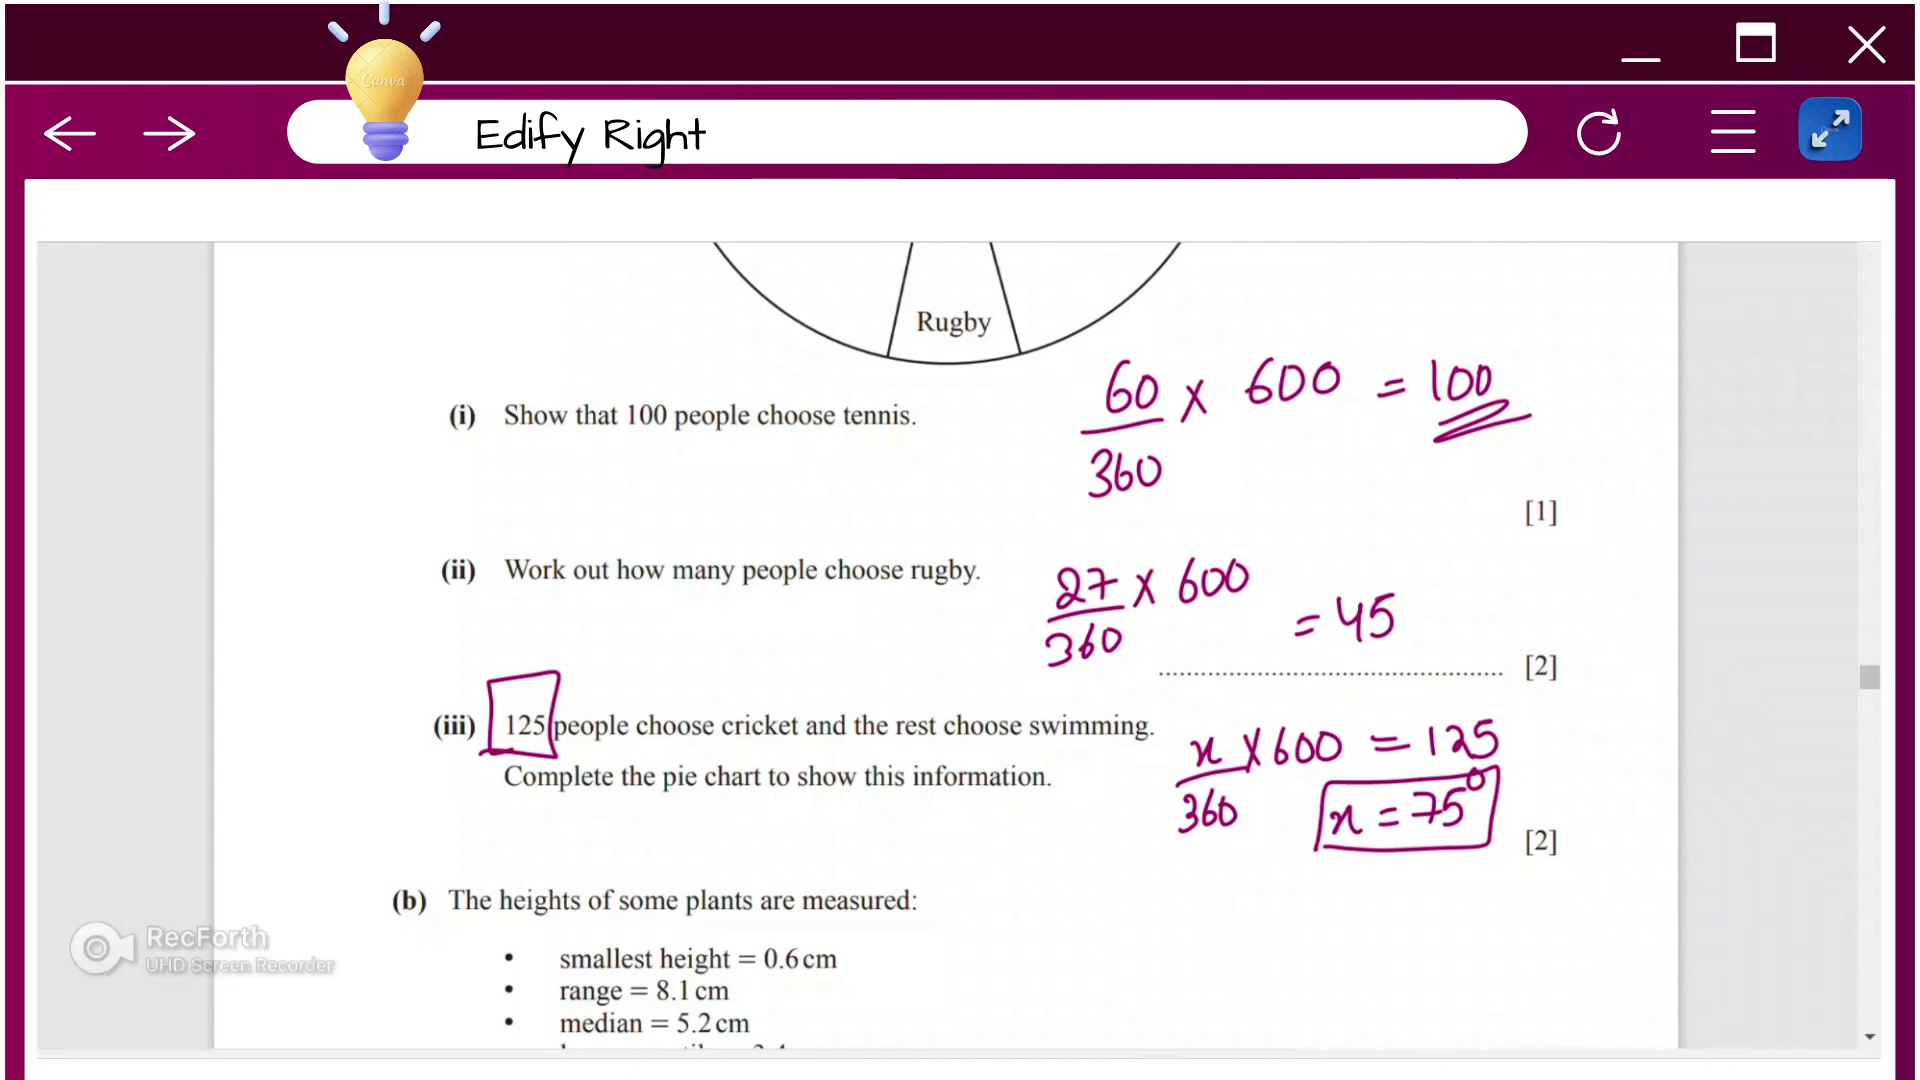 Canva
Edify Right
Rugby
(i) Show that 100 people choose tennis.
60/360 × 600 = 100
[1]
(ii) Work out how many people choose rugby.
27/360 × 600 = 45
[2]
(iii) 125 people choose cricket and the rest choose swimming.
Complete the pie chart to show this information.
x/360 × 600 = 125
x = 75°
[2]
(b) The heights of some plants are measured:
• smallest height = 0.6 cm
• range = 8.1 cm
• median = 5.2 cm
RecForth
UHD Screen Recorder